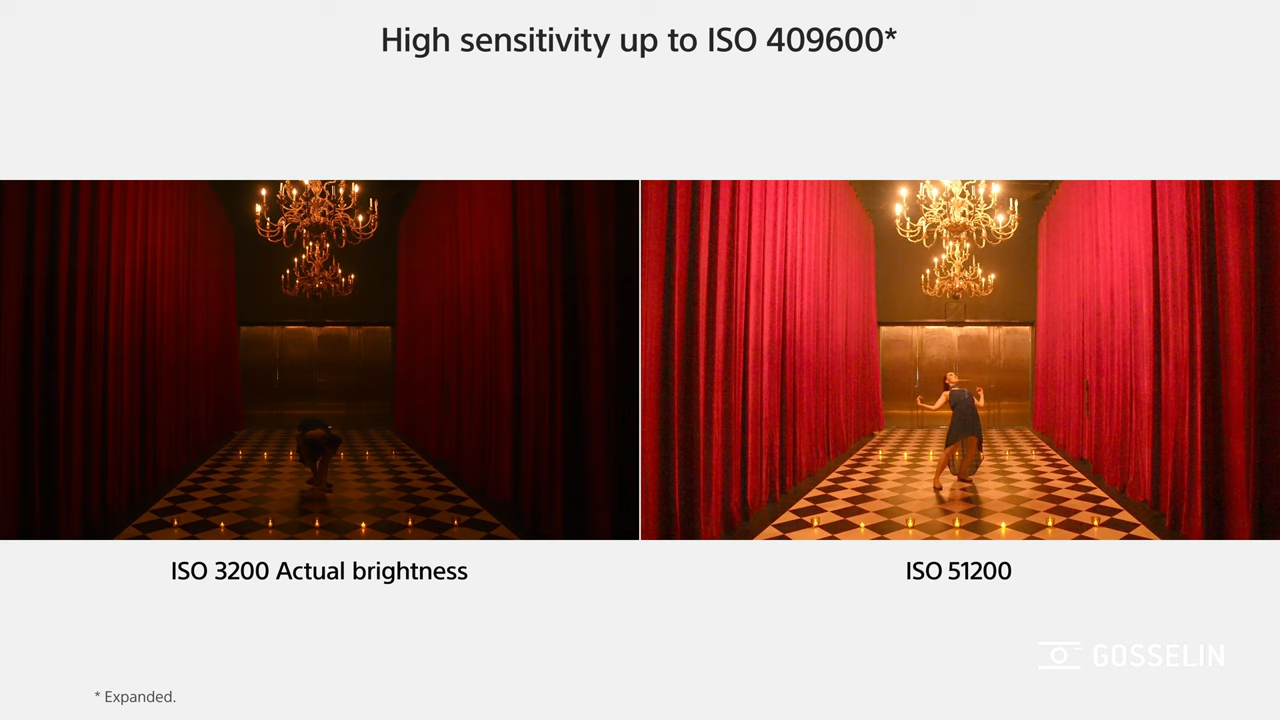 High sensitivity up to ISO 409600*
ISO 3200 Actual brightness
ISO 51200
GOSSELIN
* Expanded.